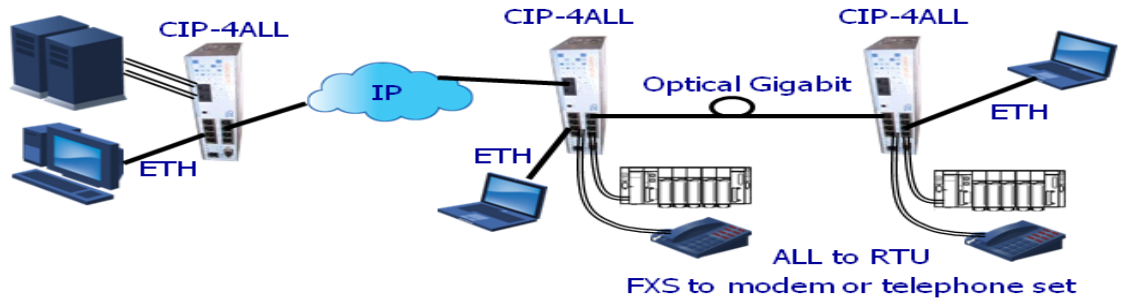 CIP-4ALL
CIP-4ALL
CIP-4ALL
IP
Optical Gigabit
ETH
ETH
ETH
ALL to RTU
FXS to modem or telephone set